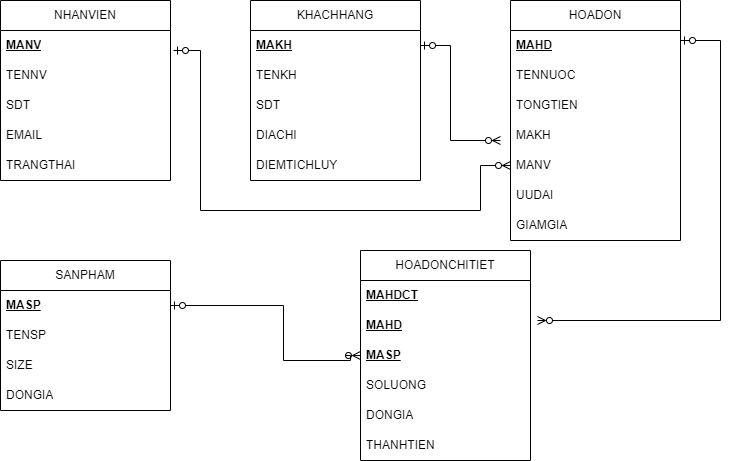 NHANVIEN
MANV
TENNV
SDT
EMAIL
TRANGTHAI
KHACHHANG
MAKH
TENKH
SDT
DIACHI
DIEMTICHLUY
HOADON
MAHD
TENNUOC
TONGTIEN
MAKH
MANV
UUDAI
GIAMGIA
SANPHAM
MASP
TENSP
SIZE
DONGIA
HOADONCHITIET
MAHDCT
MAHD
MASP
SOLUONG
DONGIA
THANHTIEN